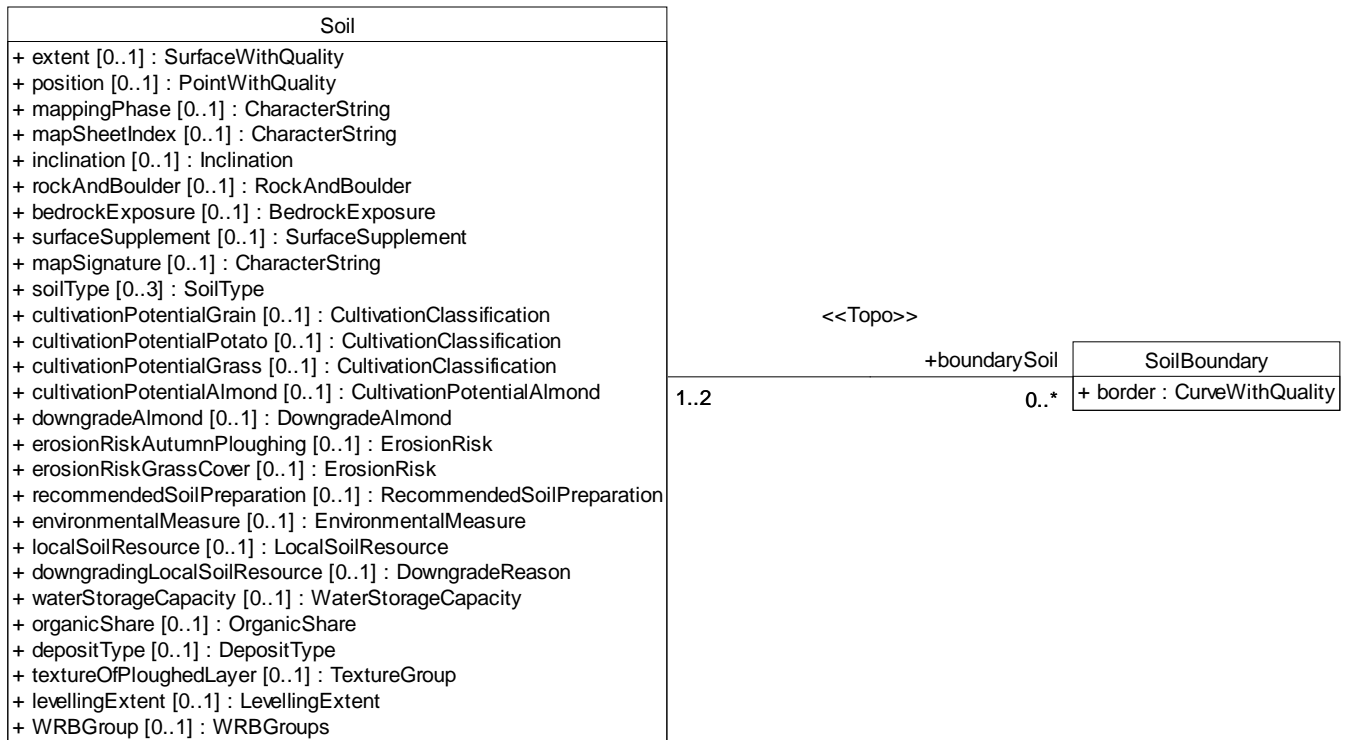 Soil
+ extent [0..1] : SurfaceWithQuality
+ position [0..1] : PointWithQuality
+ mappingPhase [0..1] : CharacterString
+ mapSheetIndex [0..1] : CharacterString
+ inclination [0..1] : Inclination
+ rockAndBoulder [0..1] : RockAndBoulder
+ bedrockExposure [0..1] : BedrockExposure
+ surfaceSupplement [0..1] : SurfaceSupplement
+ mapSignature [0..1] : CharacterString
+ soilType [0..3] : SoilType
+ cultivationPotentialGrain [0..1] : CultivationClassification
+ cultivationPotentialPotato [0..1] : CultivationClassification
+ cultivationPotentialGrass [0..1] : CultivationClassification
+ cultivationPotentialAlmond [0..1] : CultivationPotentialAlmond
+ downgradeAlmond [0..1] : DowngradeAlmond
+ erosionRiskAutumnPloughing [0..1] : ErosionRisk
+ erosionRiskGrassCover [0..1] : ErosionRisk
+ recommendedSoilPreparation [0..1] : RecommendedSoilPreparation
+ environmentalMeasure [0..1] : EnvironmentalMeasure
+ localSoilResource [0..1] : LocalSoilResource
+ downgradingLocalSoilResource [0..1] : DowngradeReason
+ waterStorageCapacity [0..1] : WaterStorageCapacity
+ organicShare [0..1] : OrganicShare
+ depositType [0..1] : DepositType
+ textureOfPloughedLayer [0..1] : TextureGroup
+ levellingExtent [0..1] : LevellingExtent
+ WRBGroup [0..1] : WRBGroups
<<Topo>>
+boundarySoil
1..2
0..*
SoilBoundary
+ border : CurveWithQuality